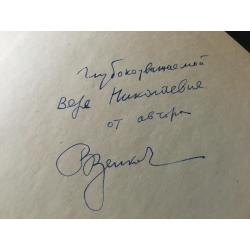 Глубокоуважаемой
Вере Николаевне
от автора